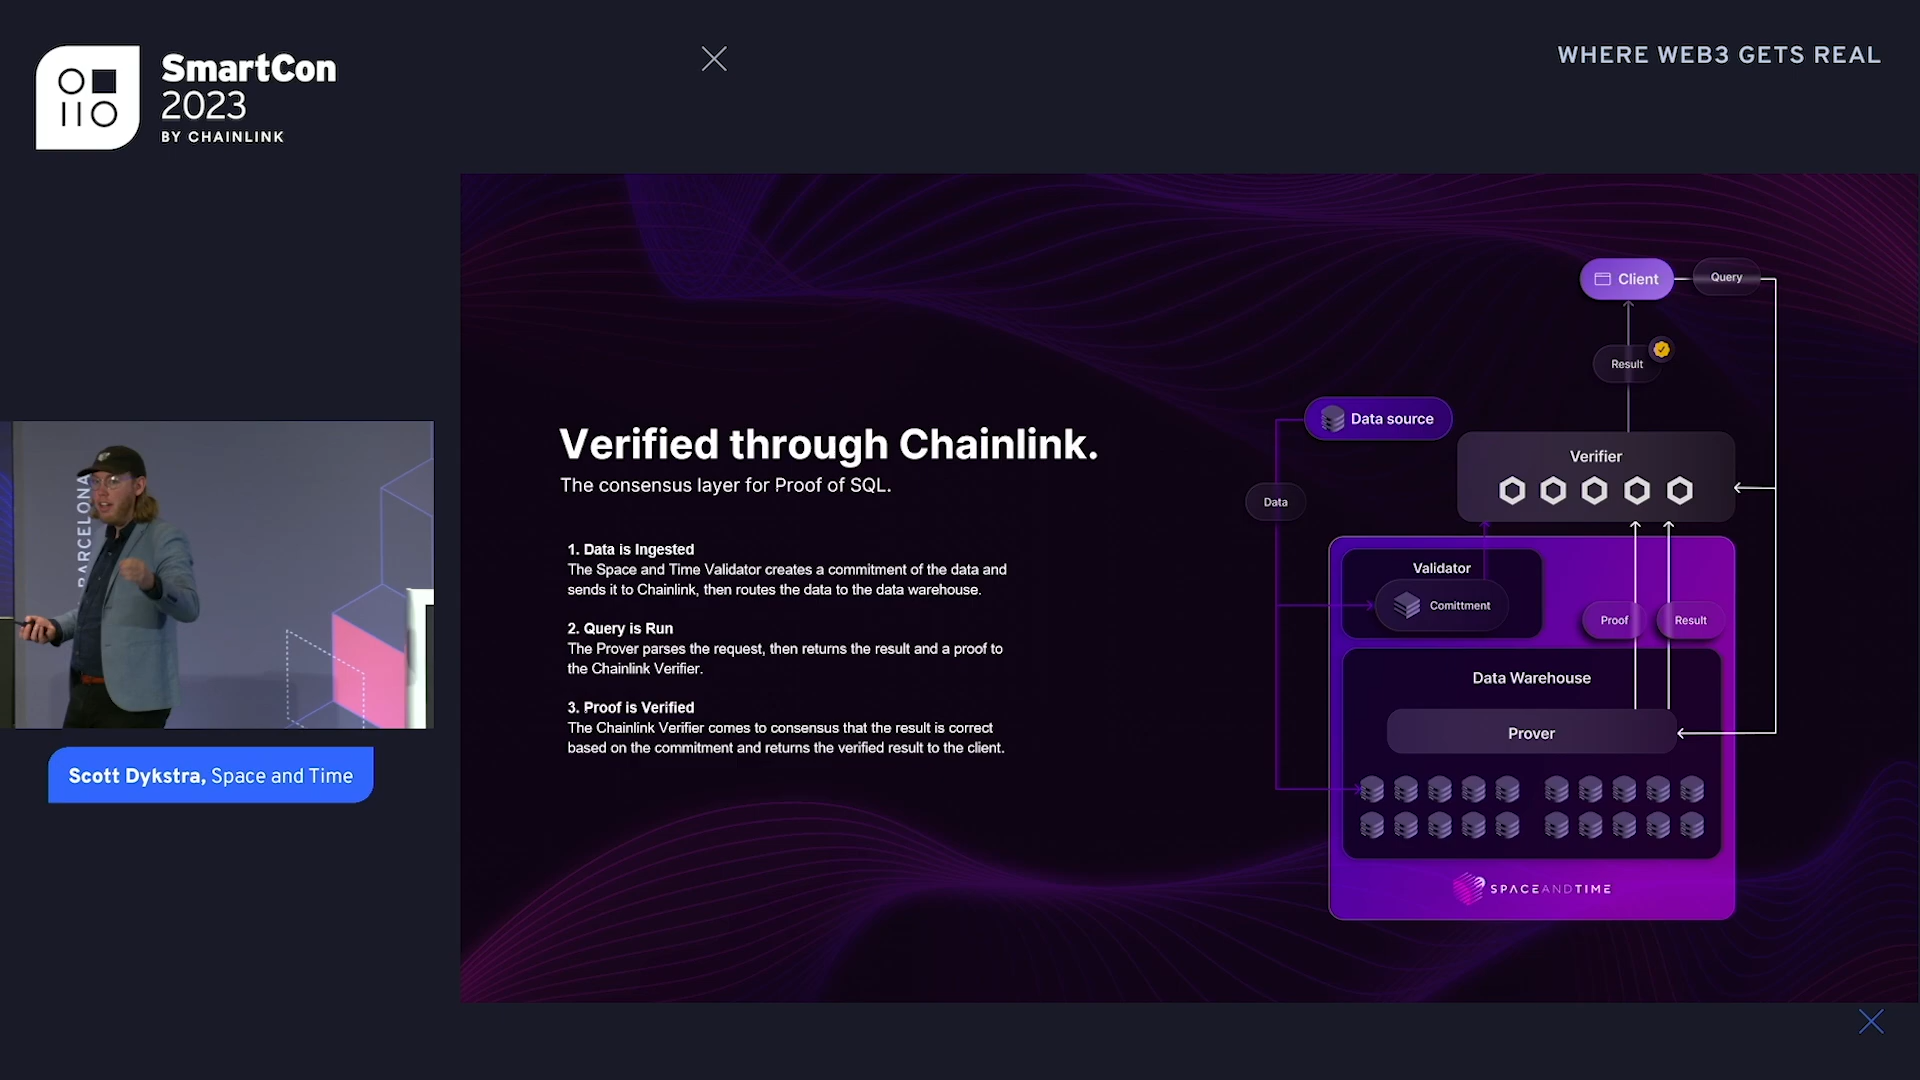 SmartCon
2023
BY CHAINLINK
WHERE WEB3 GETS REAL
BARCELONA
Scott Dykstra, Space and Time
Verified through Chainlink.
The consensus layer for Proof of SQL.
1. Data is Ingested
The Space and Time Validator creates a commitment of the data and
sends it to Chainlink, then routes the data to the data warehouse.
2. Query is Run
The Prover parses the request, then returns the result and a proof to
the Chainlink Verifier.
3. Proof is Verified
The Chainlink Verifier comes to consensus that the result is correct
based on the commitment and returns the verified result to the client.
Client
Query
Result
Data source
Verifier
Data
Validator
Comittment
Proof
Result
Data Warehouse
Prover
SPACEANDTIME